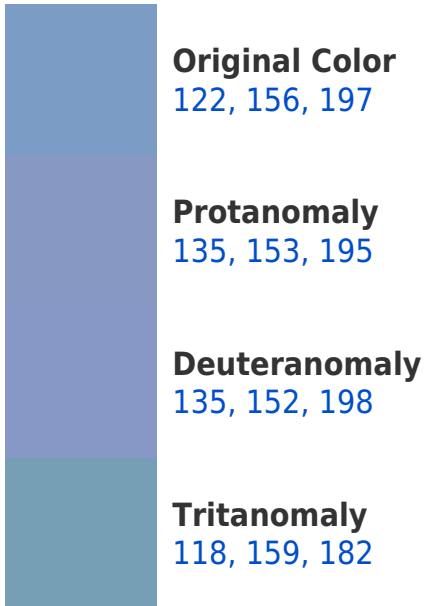 Original Color
122, 156, 197
Protanomaly
135, 153, 195
Deuteranomaly
135, 152, 198
Tritanomaly
118, 159, 182